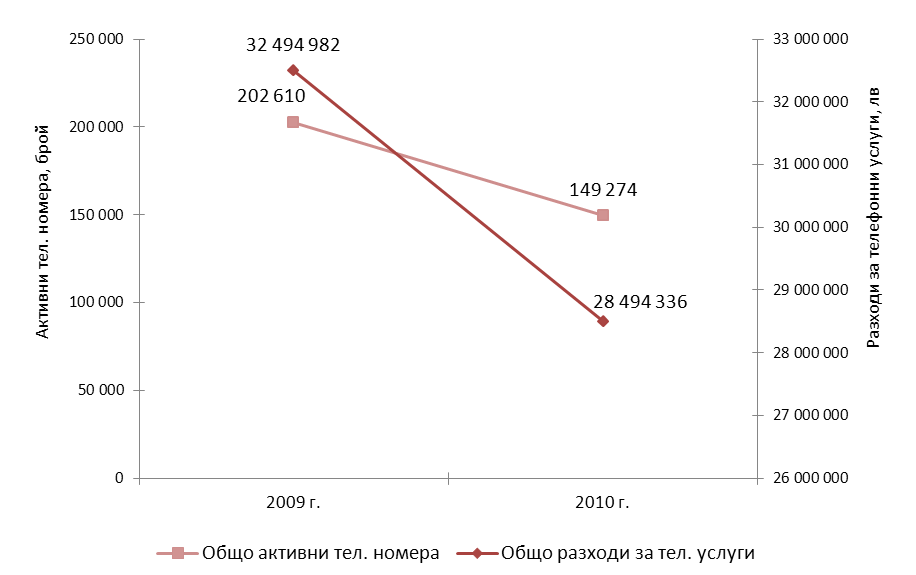 250 000
200 000
150 000
100 000
50 000
0
Активни тел. номера, брой
32 494 982
202 610
149 274
28 494 336
33 000 000
32 000 000
31 000 000
30 000 000
29 000 000
28 000 000
27 000 000
26 000 000
Разходи за телефонни услуги, лв
2009 г.
2010 г.
Общо активни тел. номера
Общо разходи за тел. услуги